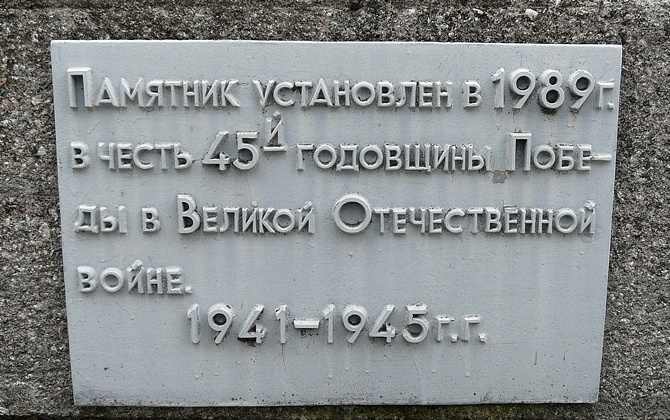 Памятник установлен в 1989г.
в честь 45й годовщины Побе-
ды в Великой Отечественной
войне.
1941-1945г.г.